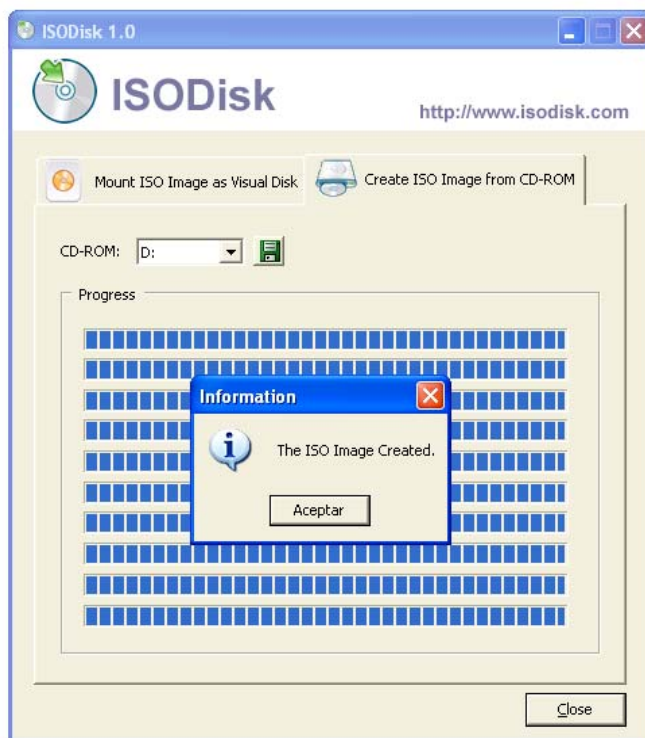 ISODisk 1.0
ISODisk
http://www.isodisk.com
Mount ISO Image as Visual Disk
Create ISO Image from CD-ROM
CD-ROM:
D:
Progress
Information
The ISO Image Created.
Aceptar
Close